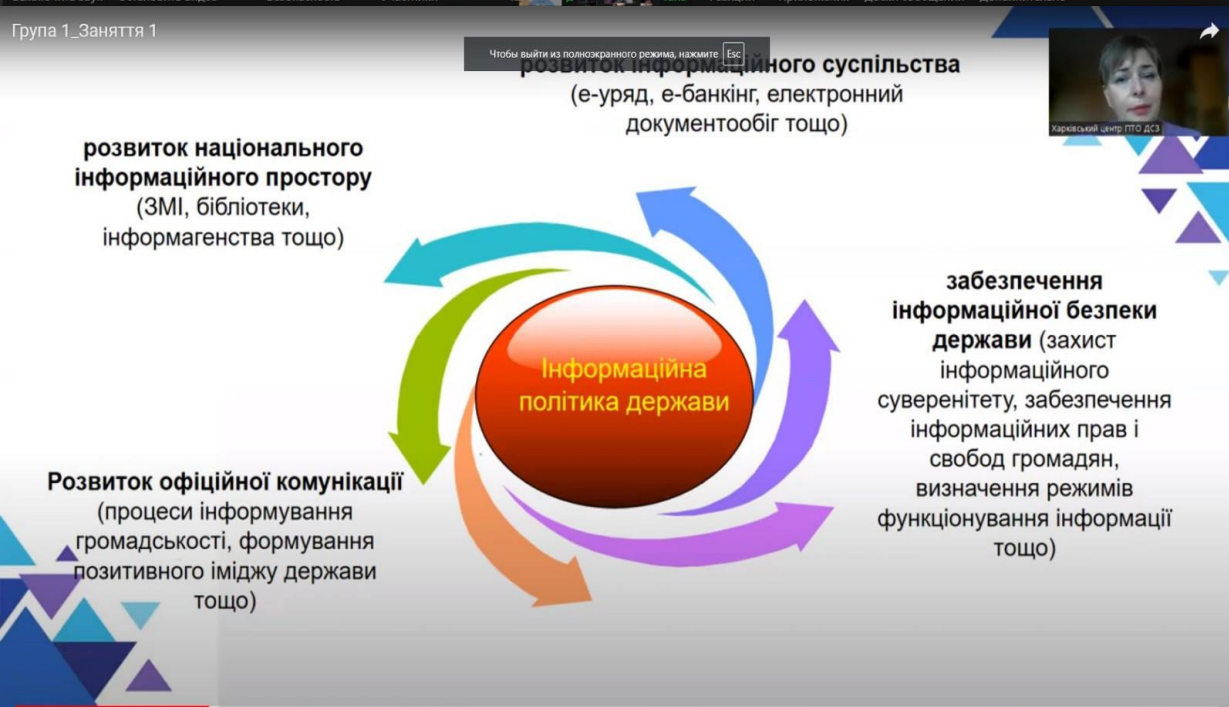 Група 1_Заняття 1
Чтобы выйти из полноэкранного режима, нажмите Esc
розвиток інформаційного суспільства
(е-уряд, е-банкінг, електронний
документообіг тощо)
Харківський центр ПТО ДСЗ
розвиток національного
інформаційного простору
(ЗМІ, бібліотеки,
інформагенства тощо)
забезпечення
інформаційної безпеки
держави (захист
інформаційного
суверенітету, забезпечення
інформаційних прав і
свобод громадян,
визначення режимів
функціонування інформації
тощо)
Інформаційна
політика держави
Розвиток офіційної комунікації
(процеси інформування
громадськості, формування
позитивного іміджу держави
тощо)